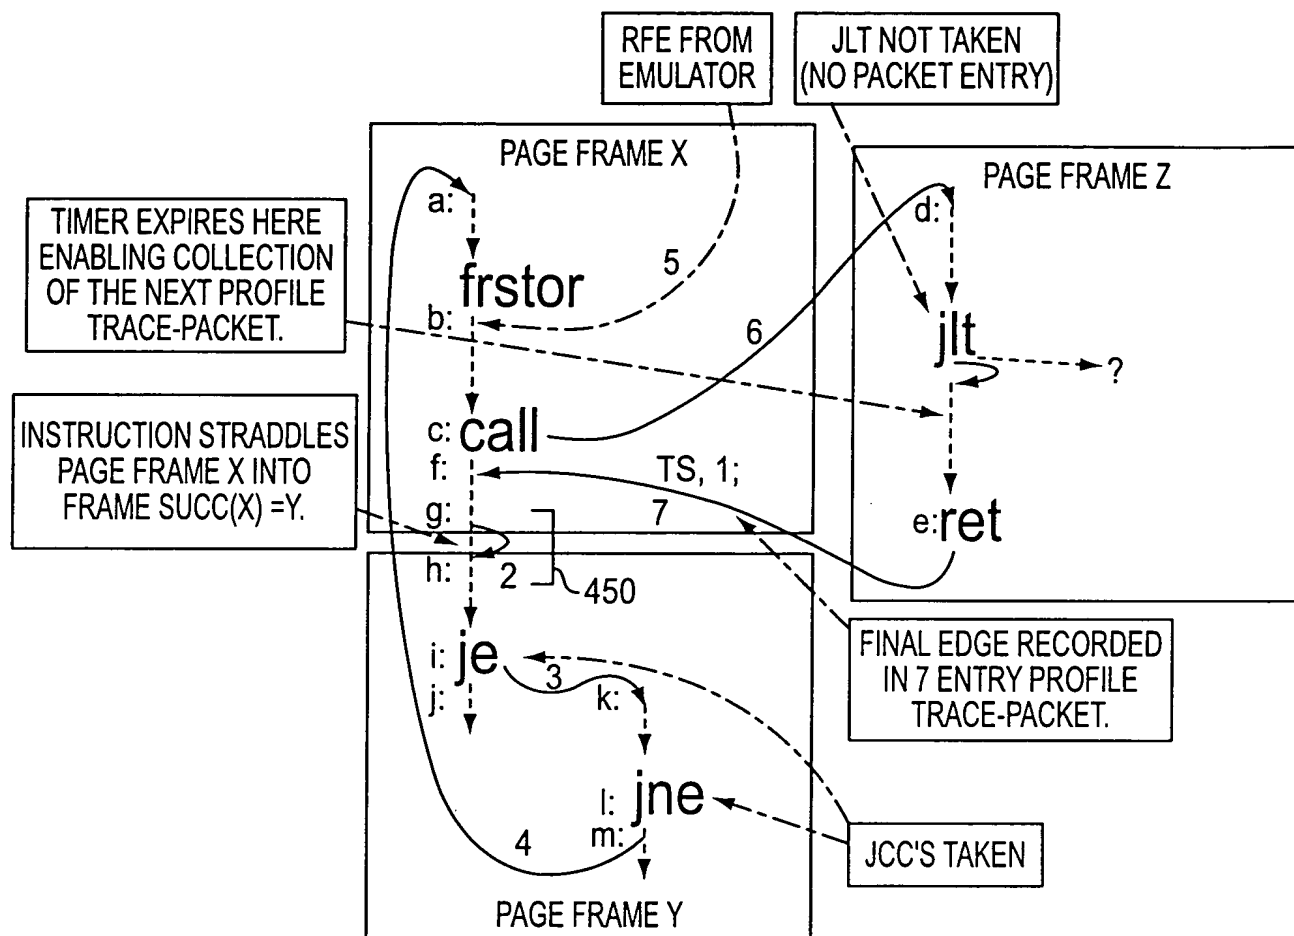 RFE FROM
EMULATOR
JLT NOT TAKEN
(NO PACKET ENTRY)
PAGE FRAME X
PAGE FRAME Z
TIMER EXPIRES HERE
ENABLING COLLECTION
OF THE NEXT PROFILE
TRACE-PACKET.
a:
frstor
b:
5
6
d:
jlt
?
INSTRUCTION STRADDLES
PAGE FRAME X INTO
FRAME SUCC(X) =Y.
c: call
f:
TS, 1;
7
g:
e: ret
h:
2
450
i: je
3
j:
k:
FINAL EDGE RECORDED
IN 7 ENTRY PROFILE
TRACE-PACKET.
l: jne
m:
4
JCC'S TAKEN
PAGE FRAME Y